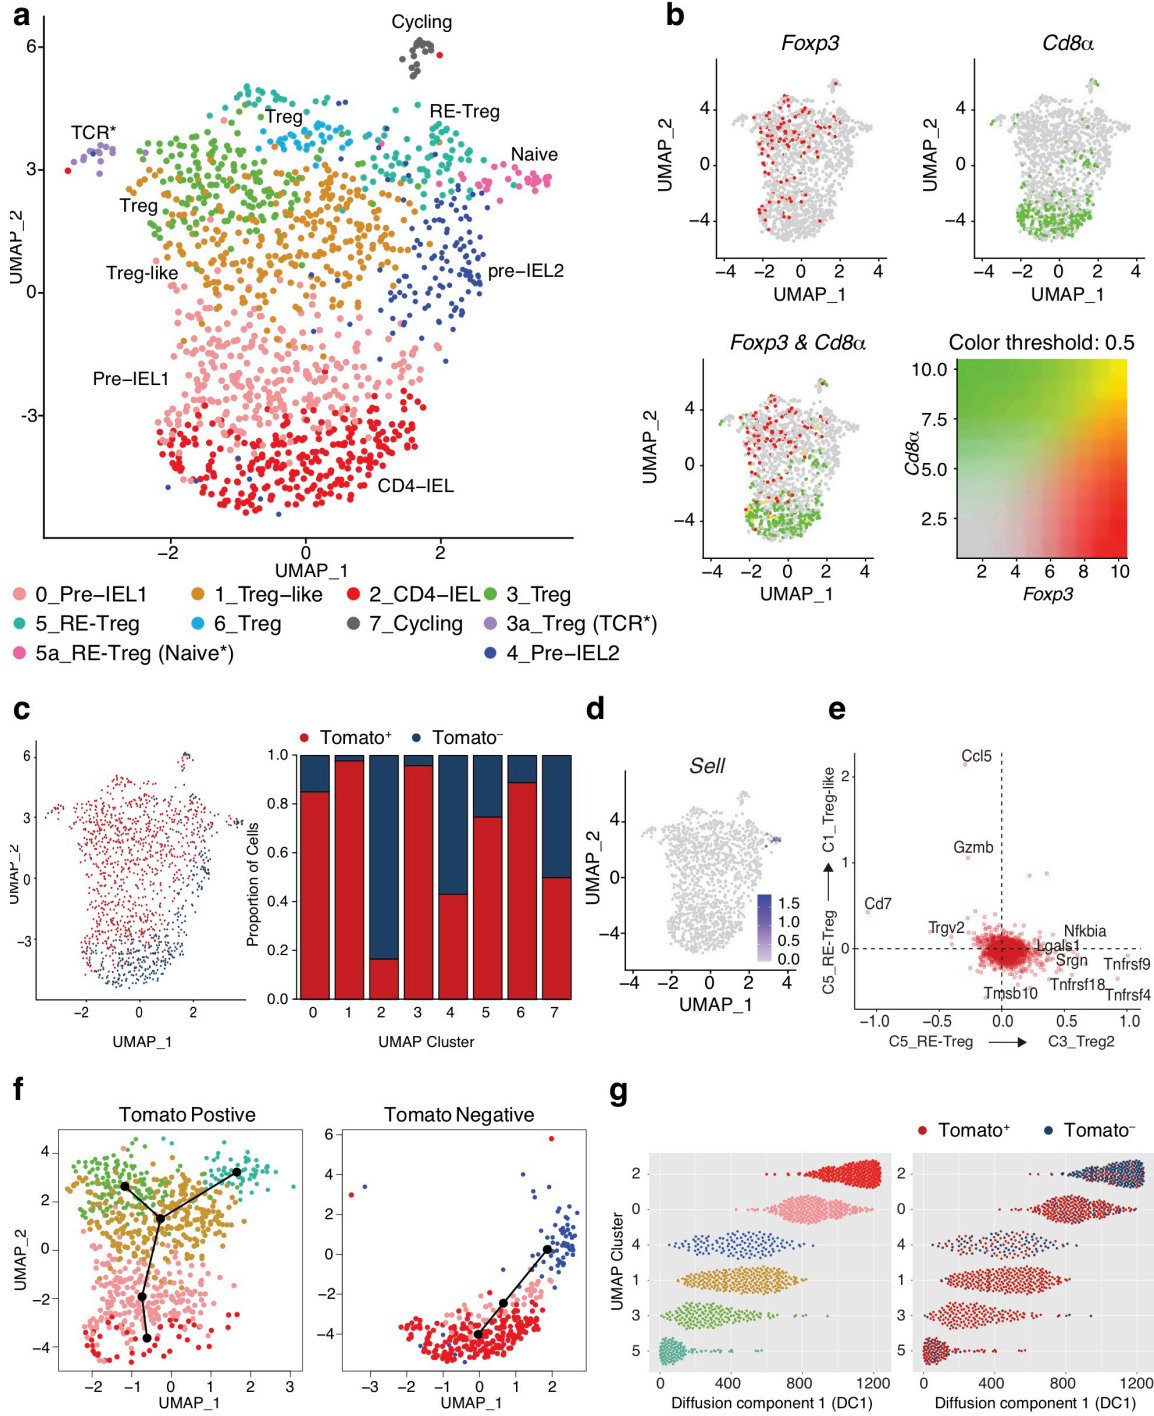 a
Cycling
6
Treg
RE-Treg
TCR*
Naive
3
Treg
UMAP_2
Treg-like
pre-IEL2
0
Pre-IEL1
-3
CD4-IEL
−2 0 2
UMAP_1
0_Pre-IEL1 1_Treg-like 2_CD4-IEL 3_Treg
5_RE-Treg 6_Treg 7_Cycling 3a_Treg (TCR*)
5a_RE-Treg (Naive*) 4_Pre-IEL2
b
Foxp3
UMAP_2
4
0
−4
−4 −2 0 2 4
UMAP_1
Cd8α
UMAP_2
4
0
−4
−4 −2 0 2 4
UMAP_1
Foxp3 & Cd8α
UMAP_2
4
0
−4
−4 −2 0 2 4
UMAP_1
Color threshold: 0.5
Cd8α
10.0
7.5
5.0
2.5
2 4 6 8 10
Foxp3
c
6
3
0
−3
UMAP_2
−2 0 2
UMAP_1
Tomato+ Tomato−
Proportion of Cells
1.0
0.8
0.6
0.4
0.2
0.0
0 1 2 3 4 5 6 7
UMAP Cluster
d
Sell
UMAP_2
4
0
−4
1.5
1.0
0.5
0.0
−4 −2 0 2 4
UMAP_1
e
C5_RE-Treg C1_Treg-like
2
1
0
Ccl5
Gzmb
Cd7
Trgv2
Nfkbia
Lgals1
Srgn
Tnfrsf9
Tnfrsf18
Tmsb10
Tnfrsf4
−1.0 −0.5 0.0 0.5 1.0
C5_RE-Treg C3_Treg2
f
Tomato Postive
UMAP_2
4
2
0
−2
−4
−2 −1 0 1 2 3
UMAP_1
Tomato Negative
6
4
2
0
−2
−4
−3 −2 −1 0 1 2
UMAP_1
g
Tomato+ Tomato−
UMAP Cluster
2
0
4
1
3
5
0 400 800 1200
Diffusion component 1 (DC1)
2
0
4
1
3
5
0 400 800 1200
Diffusion component 1 (DC1)